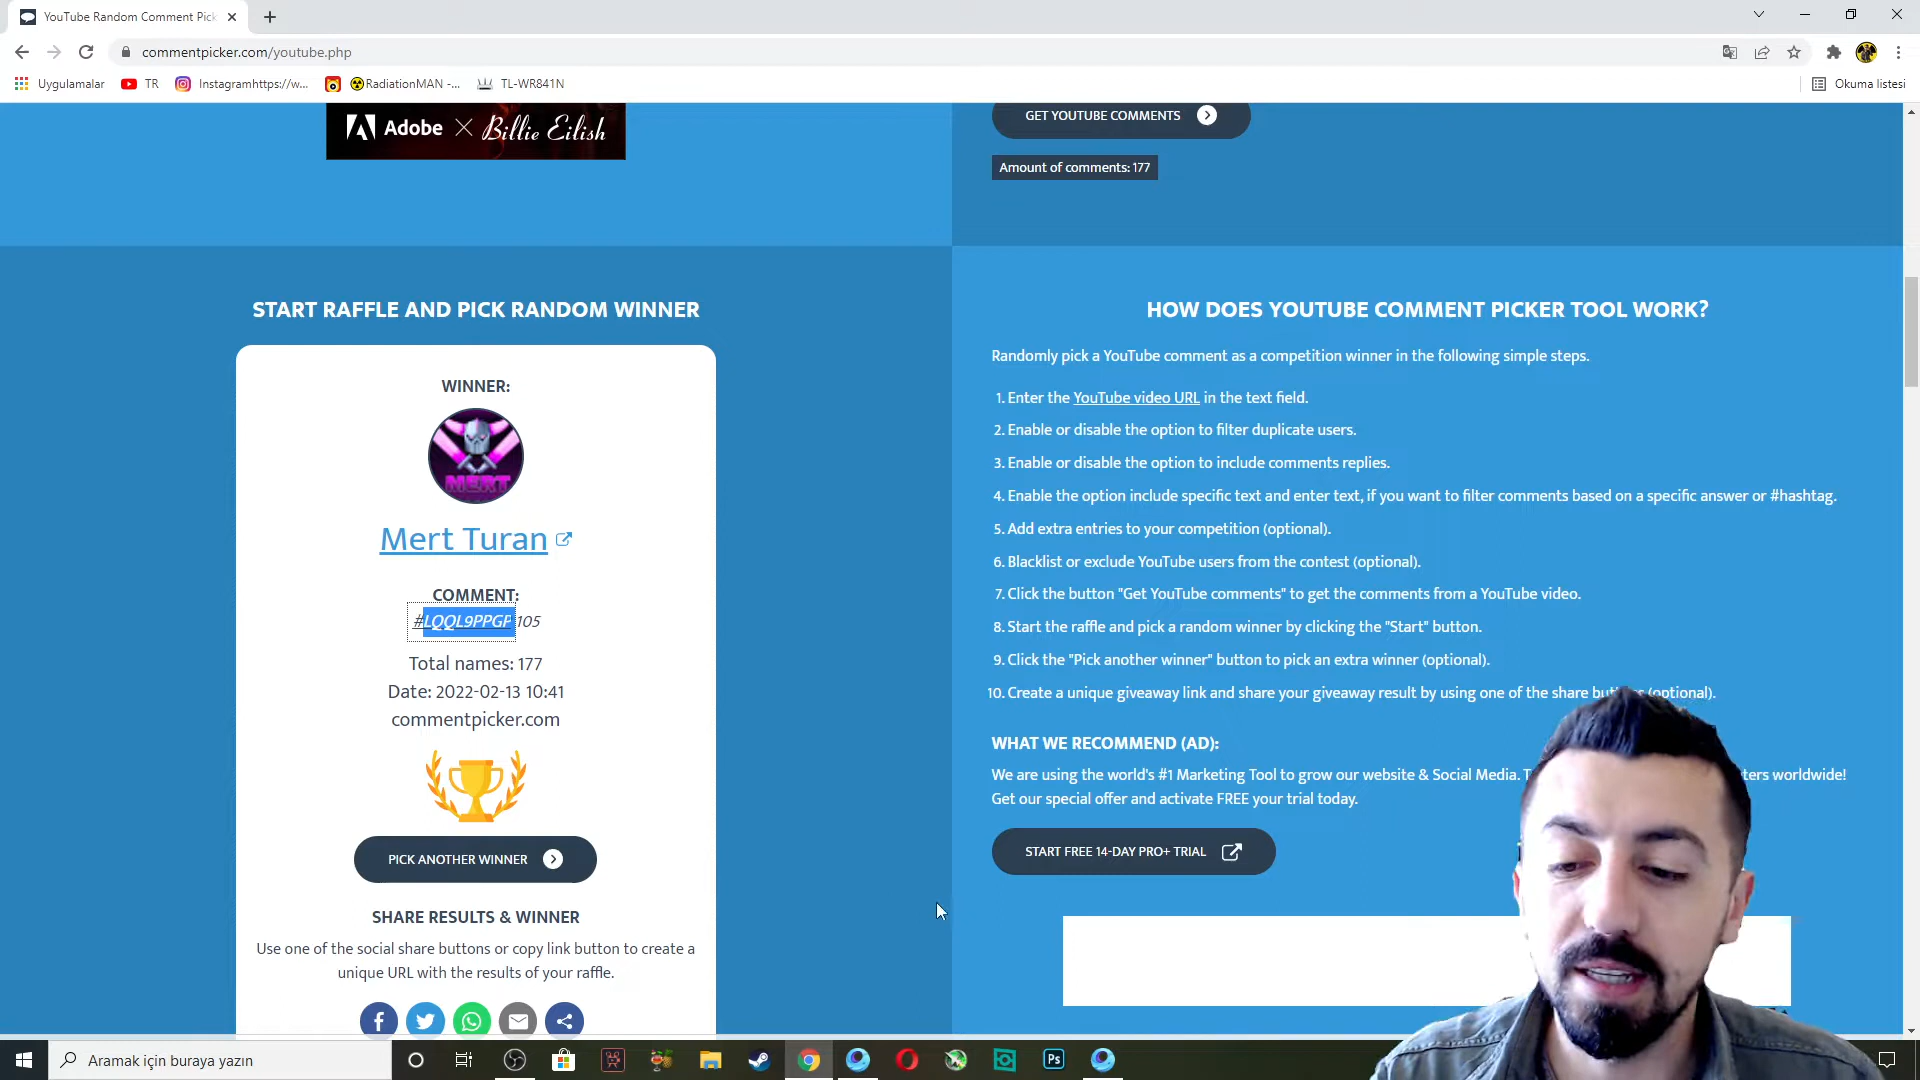 YouTube Random Comment Pick
commentpicker.com/youtube.php
Uygulamalar
TR
Instagramhttps://w...
RadiationMAN -...
TL-WR841N
Okuma listesi
Adobe × Billie Eilish
GET YOUTUBE COMMENTS
Amount of comments: 177
START RAFFLE AND PICK RANDOM WINNER
WINNER:
MERT
Mert Turan
COMMENT:
#LQQL9PPGP 105
Total names: 177
Date: 2022-02-13 10:41
commentpicker.com
PICK ANOTHER WINNER
SHARE RESULTS & WINNER
Use one of the social share buttons or copy link button to create a
unique URL with the results of your raffle.
HOW DOES YOUTUBE COMMENT PICKER TOOL WORK?
Randomly pick a YouTube comment as a competition winner in the following simple steps.
1. Enter the YouTube video URL in the text field.
2. Enable or disable the option to filter duplicate users.
3. Enable or disable the option to include comments replies.
4. Enable the option include specific text and enter text, if you want to filter comments based on a specific answer or #hashtag.
5. Add extra entries to your competition (optional).
6. Blacklist or exclude YouTube users from the contest (optional).
7. Click the button "Get YouTube comments" to get the comments from a YouTube video.
8. Start the raffle and pick a random winner by clicking the "Start" button.
9. Click the "Pick another winner" button to pick an extra winner (optional).
10. Create a unique giveaway link and share your giveaway result by using one of the share (optional).
WHAT WE RECOMMEND (AD):
We are using the world's #1 Marketing Tool to grow our website & Social Media. worldwide!
Get our special offer and activate FREE your trial today.
START FREE 14-DAY PRO+ TRIAL
Aramak için buraya yazın
Ps